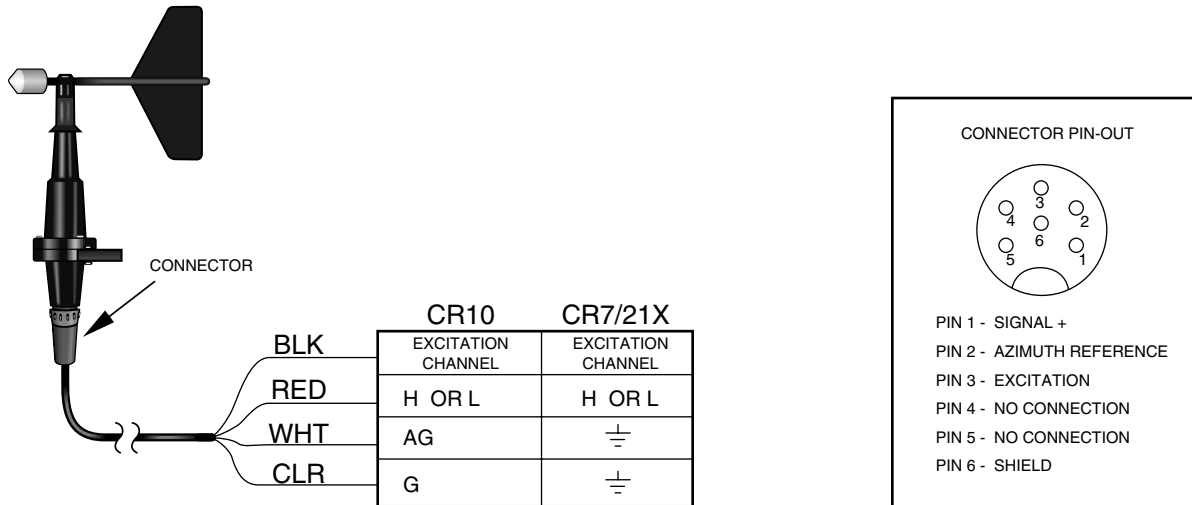 CONNECTOR
BLK
RED
WHT
CLR
CR10 CR7/21X
EXCITATION CHANNEL EXCITATION CHANNEL
H OR L H OR L
AG
G
CONNECTOR PIN-OUT
3
4 2
6
5 1
PIN 1 - SIGNAL +
PIN 2 - AZIMUTH REFERENCE
PIN 3 - EXCITATION
PIN 4 - NO CONNECTION
PIN 5 - NO CONNECTION
PIN 6 - SHIELD